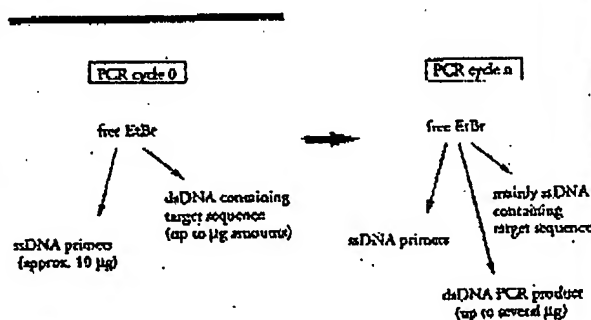 PCR cycle 0
free EtBr
dsDNA containing
target sequence
(up to µg amounts)
ssDNA primers
(approx. 10 µg)
PCR cycle n
free EtBr
mainly ssDNA
containing
target sequence
ssDNA primers
dsDNA PCR product
(up to several µg)